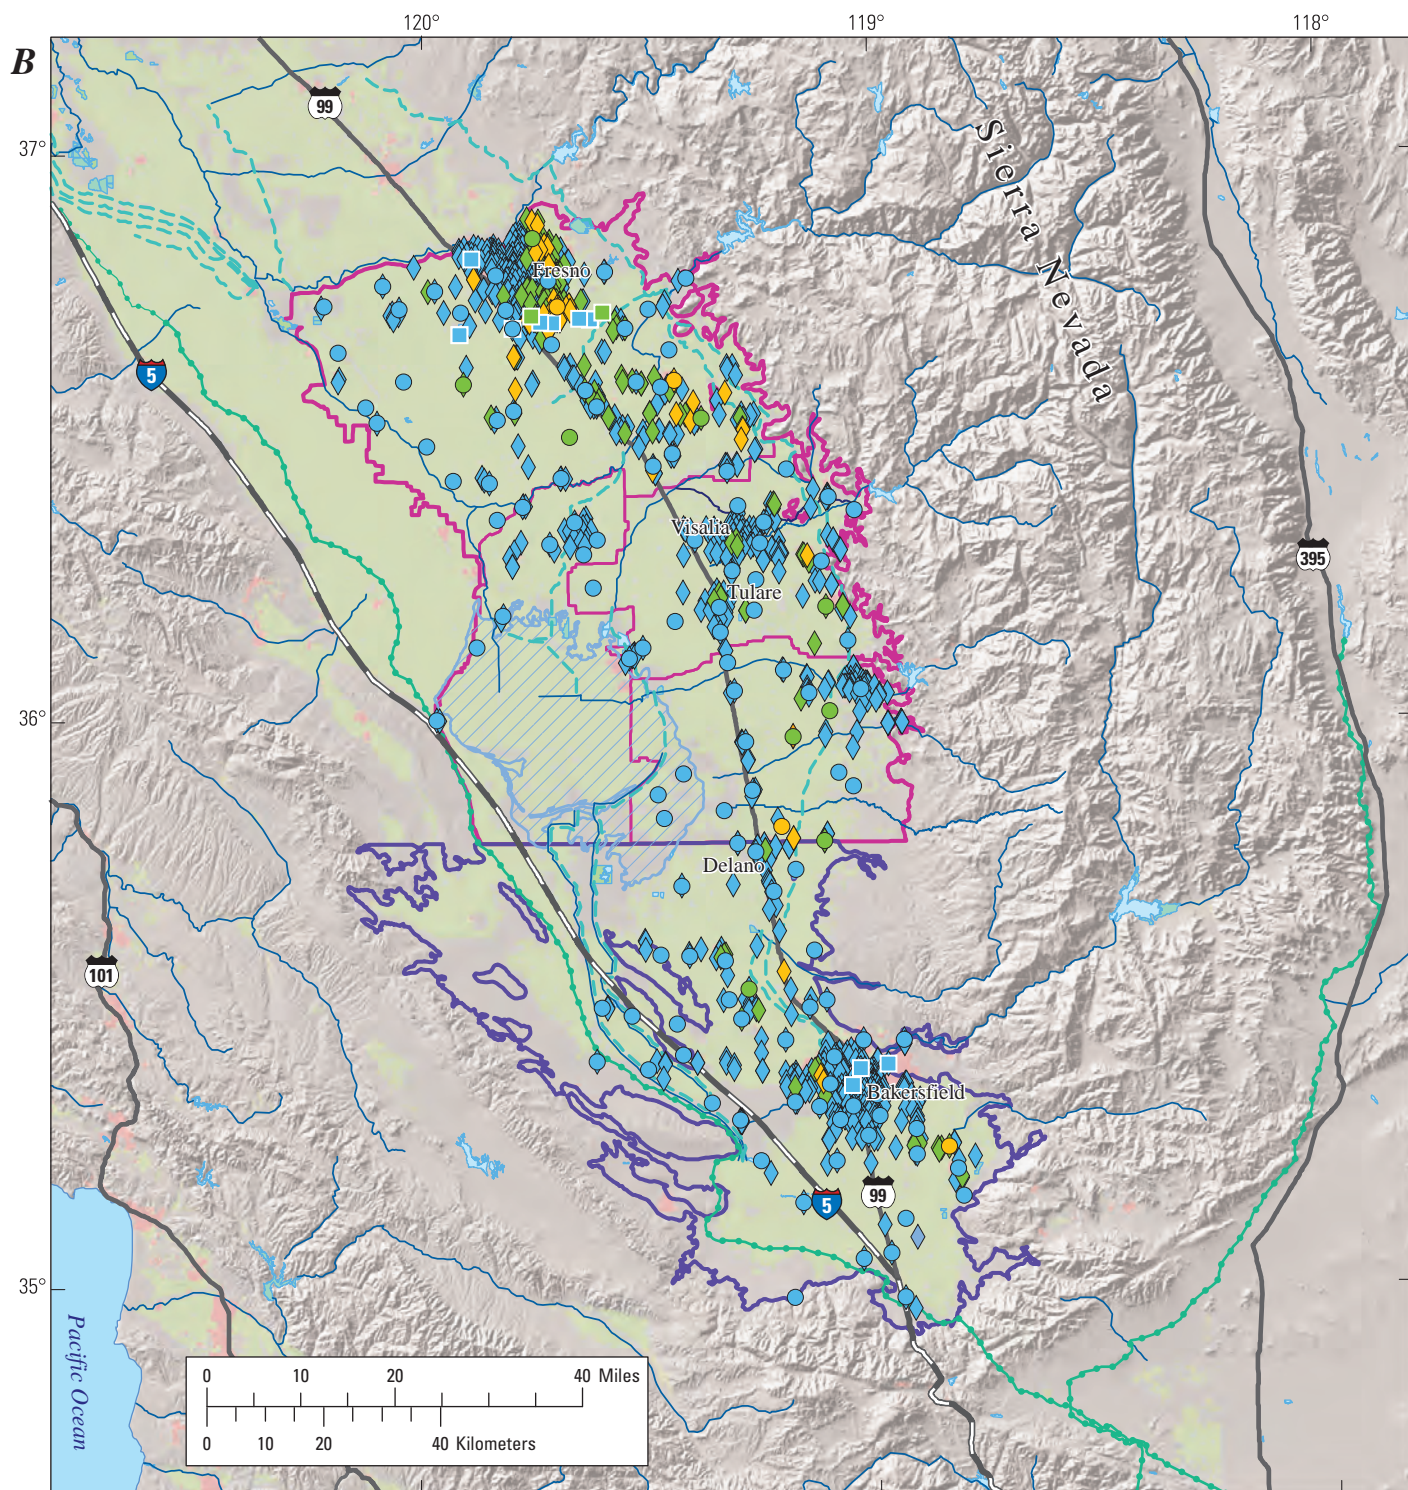 120°
119°
118°
B
99
37°
Sierra Nevada
Fresno
5
Visalia
395
Tulare
36°
Delano
101
Bakersfield
99
5
35°
Pacific Ocean
0 10 20 40 Miles
0 10 20 40 Kilometers